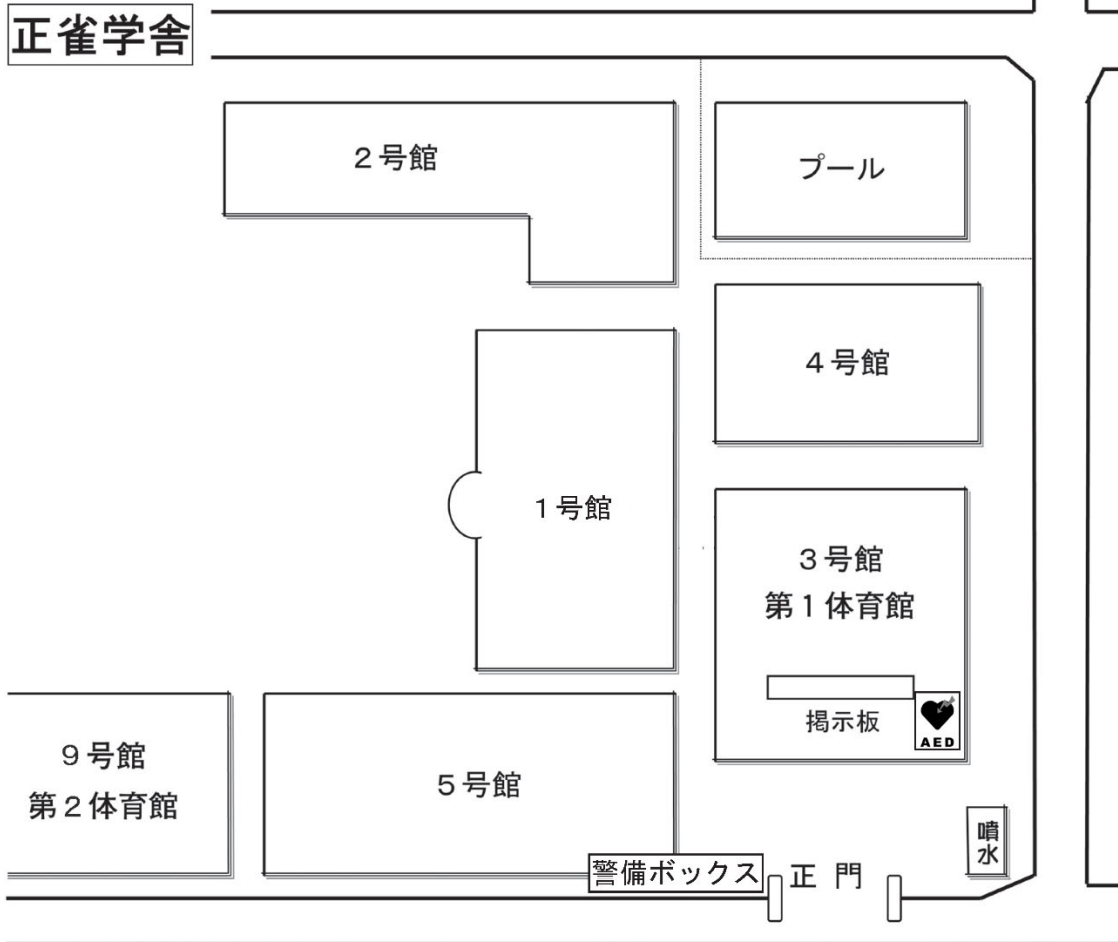 正雀学舎
２号館
プール
４号館
１号館
３号館
第１体育館
掲示板
AED
９号館
第２体育館
５号館
噴水
警備ボックス
正門